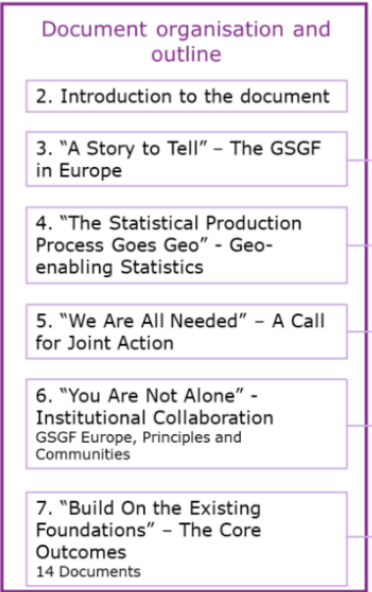 Document organisation and
outline
2. Introduction to the document
3. “A Story to Tell” – The GSGF
in Europe
4. “The Statistical Production
Process Goes Geo” - Geo-
enabling Statistics
5. “We Are All Needed” – A Call
for Joint Action
6. “You Are Not Alone” -
Institutional Collaboration
GSGF Europe, Principles and
Communities
7. “Build On the Existing
Foundations” – The Core
Outcomes
14 Documents